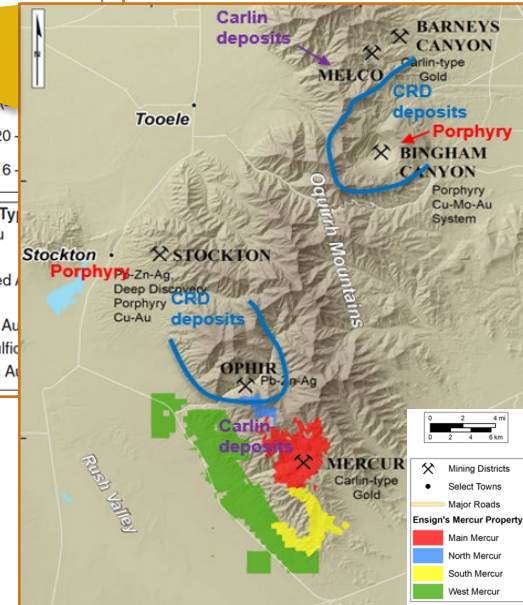 Carlin
deposits
BARNEYS
CANYON
Carlin-type
Gold
MELCO
CRD
deposits
Porphyry
BINGHAM
CANYON
Porphyry
Cu-Mo-Au
System
Tooele
Oquirrh Mountains
Stockton
STOCKTON
Porphyry
Pb-Zn-Ag,
Deep Discovery
Porphyry
Cu-Au
CRD
deposits
OPHIR
Pb-Zn-Ag
Carlin
deposits
MERCUR
Carlin-type
Gold
Rush Valley
N
20
6
0 2 4 mi
0 2 4 6 km
Mining Districts
Select Towns
Major Roads
Ensign's Mercur Property
Main Mercur
North Mercur
South Mercur
West Mercur